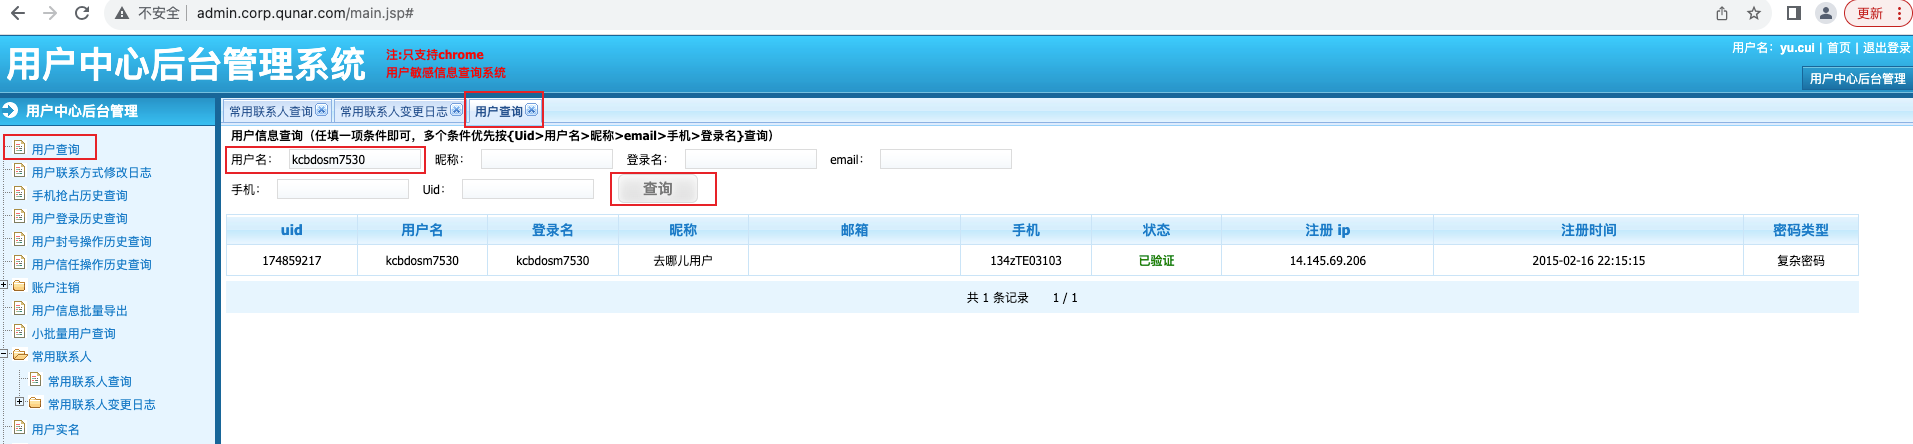 不安全 admin.corp.qunar.com/main.jsp# 更新
用户中心后台管理系统
注:只支持chrome
用户敏感信息查询系统
用户名: yu.cui | 首页 | 退出登录
用户中心后台管理
用户中心后台管理
用户查询
用户联系方式修改日志
手机抢占历史查询
用户登录历史查询
用户封号操作历史查询
用户信任操作历史查询
账户注销
用户信息批量导出
小批量用户查询
常用联系人
常用联系人查询
常用联系人变更日志
用户实名
常用联系人查询 常用联系人变更日志 用户查询
用户信息查询（任填一项条件即可，多个条件优先按{Uid>用户名>昵称>email>手机>登录名}查询）
用户名: kcbdosm7530 昵称: 登录名: email:
手机: Uid: 查询
uid 用户名 登录名 昵称 邮箱 手机 状态 注册 ip 注册时间 密码类型
174859217 kcbdosm7530 kcbdosm7530 去哪儿用户 134zTE03103 已验证 14.145.69.206 2015-02-16 22:15:15 复杂密码
共 1 条记录 1 / 1